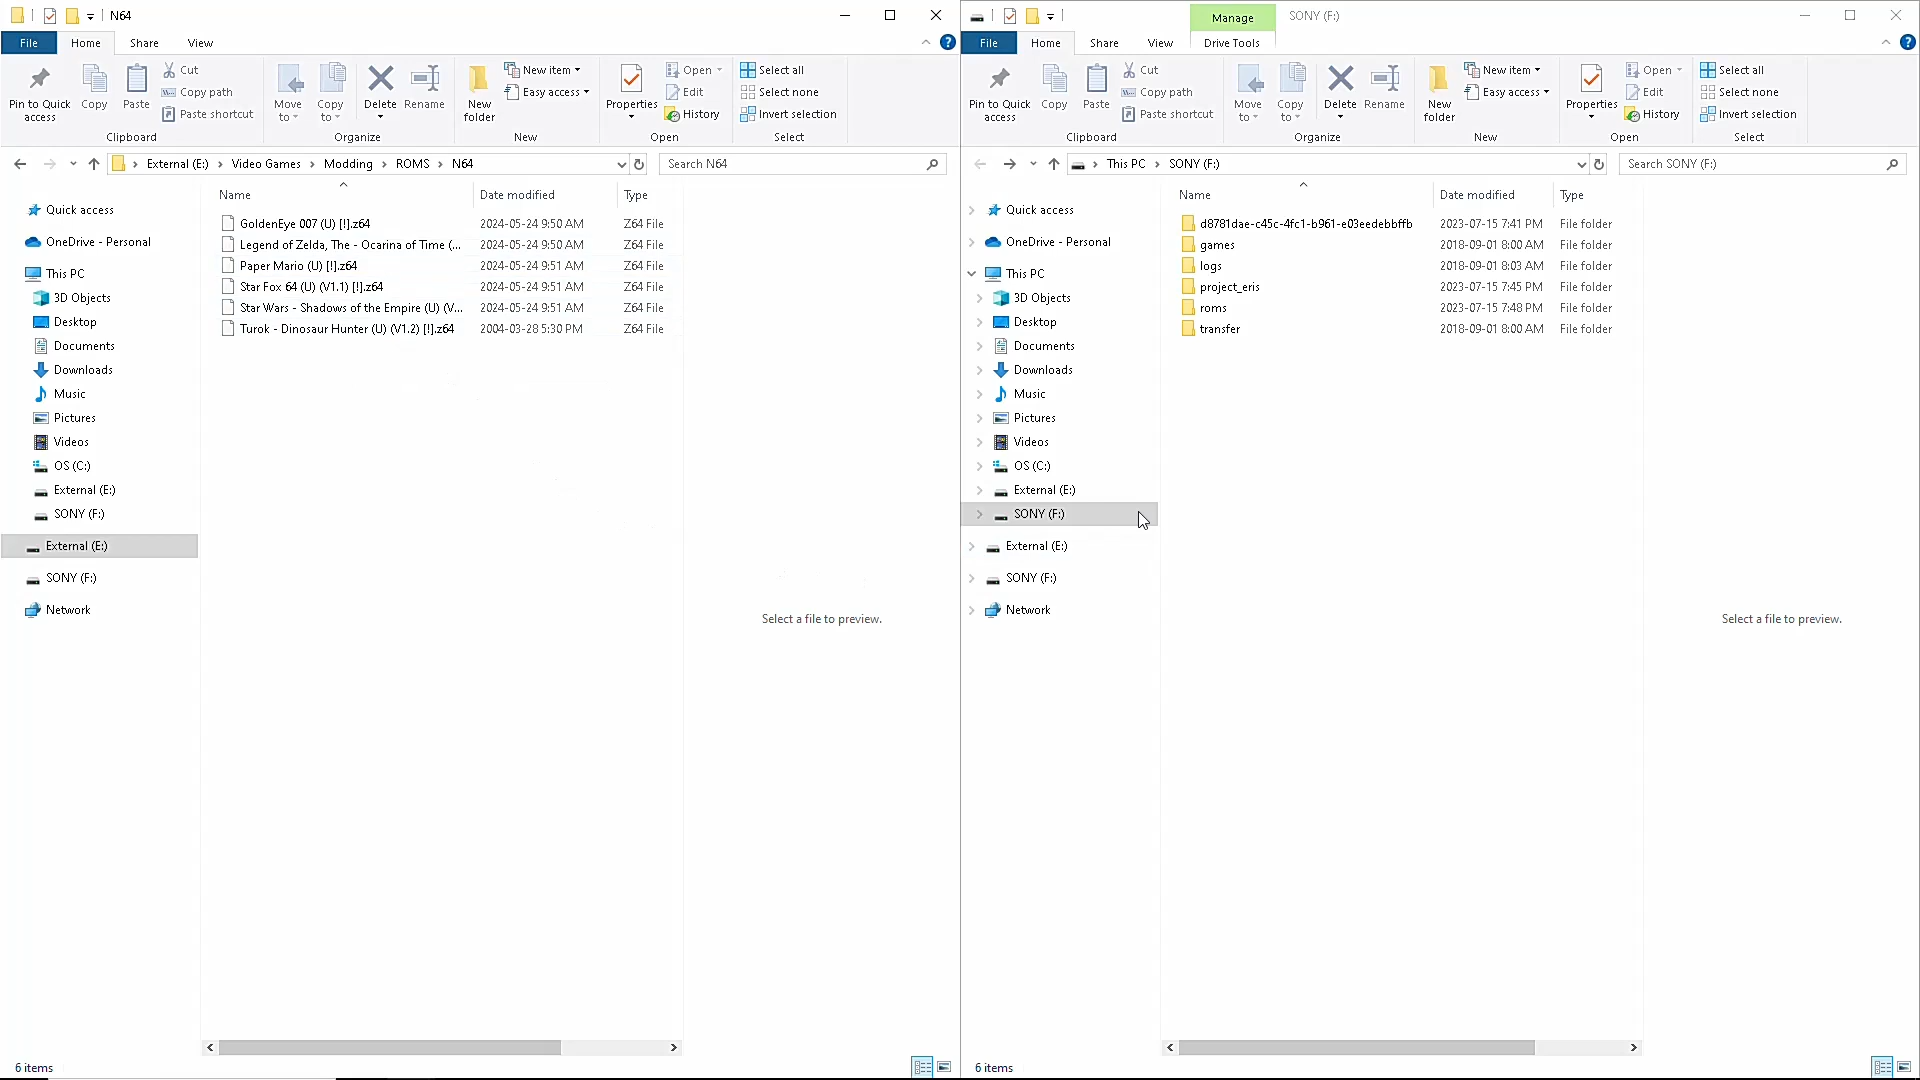 N64
File Home Share View
Pin to Quick access
Copy
Paste
Cut
Copy path
Paste shortcut
Clipboard
Move to
Copy to
Delete
Rename
Organize
New folder
New item
Easy access
New
Properties
Open
Edit
History
Open
Select all
Select none
Invert selection
Select
External (E:) > Video Games > Modding > ROMS > N64
Search N64
Quick access
OneDrive - Personal
This PC
3D Objects
Desktop
Documents
Downloads
Music
Pictures
Videos
OS (C:)
External (E:)
SONY (F:)
External (E:)
SONY (F:)
Network
Name Date modified Type
GoldenEye 007 (U) [!].z64 2024-05-24 9:50 AM Z64 File
Legend of Zelda, The - Ocarina of Time (... 2024-05-24 9:50 AM Z64 File
Paper Mario (U) [!].z64 2024-05-24 9:51 AM Z64 File
Star Fox 64 (U) (V1.1) [!].z64 2024-05-24 9:51 AM Z64 File
Star Wars - Shadows of the Empire (U) (V... 2024-05-24 9:51 AM Z64 File
Turok - Dinosaur Hunter (U) (V1.2) [!].z64 2004-03-28 5:30 PM Z64 File
Select a file to preview.
6 items
Manage
SONY (F:)
File Home Share View Drive Tools
Pin to Quick access
Copy
Paste
Cut
Copy path
Paste shortcut
Clipboard
Move to
Copy to
Delete
Rename
Organize
New folder
New item
Easy access
New
Properties
Open
Edit
History
Open
Select all
Select none
Invert selection
Select
This PC > SONY (F:)
Search SONY (F:)
Quick access
OneDrive - Personal
This PC
3D Objects
Desktop
Documents
Downloads
Music
Pictures
Videos
OS (C:)
External (E:)
SONY (F:)
External (E:)
SONY (F:)
Network
Name Date modified Type
d8781dae-c45c-4fc1-b961-e03eedebbffb 2023-07-15 7:41 PM File folder
games 2018-09-01 8:00 AM File folder
logs 2018-09-01 8:03 AM File folder
project_eris 2023-07-15 7:45 PM File folder
roms 2023-07-15 7:48 PM File folder
transfer 2018-09-01 8:00 AM File folder
Select a file to preview.
6 items